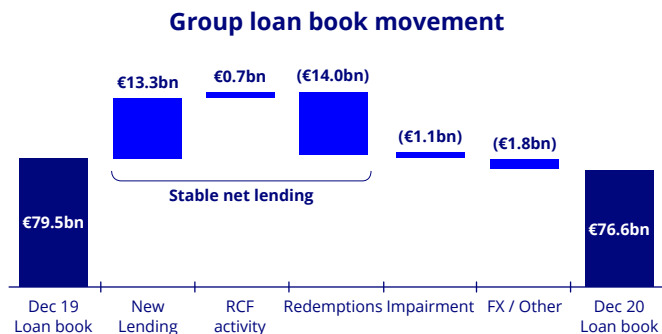 Group loan book movement
€13.3bn
€0.7bn
(€14.0bn)
(€1.1bn)
(€1.8bn)
Stable net lending
€79.5bn
€76.6bn
Dec 19
Loan book
New
Lending
RCF
activity
Redemptions
Impairment
FX / Other
Dec 20
Loan book